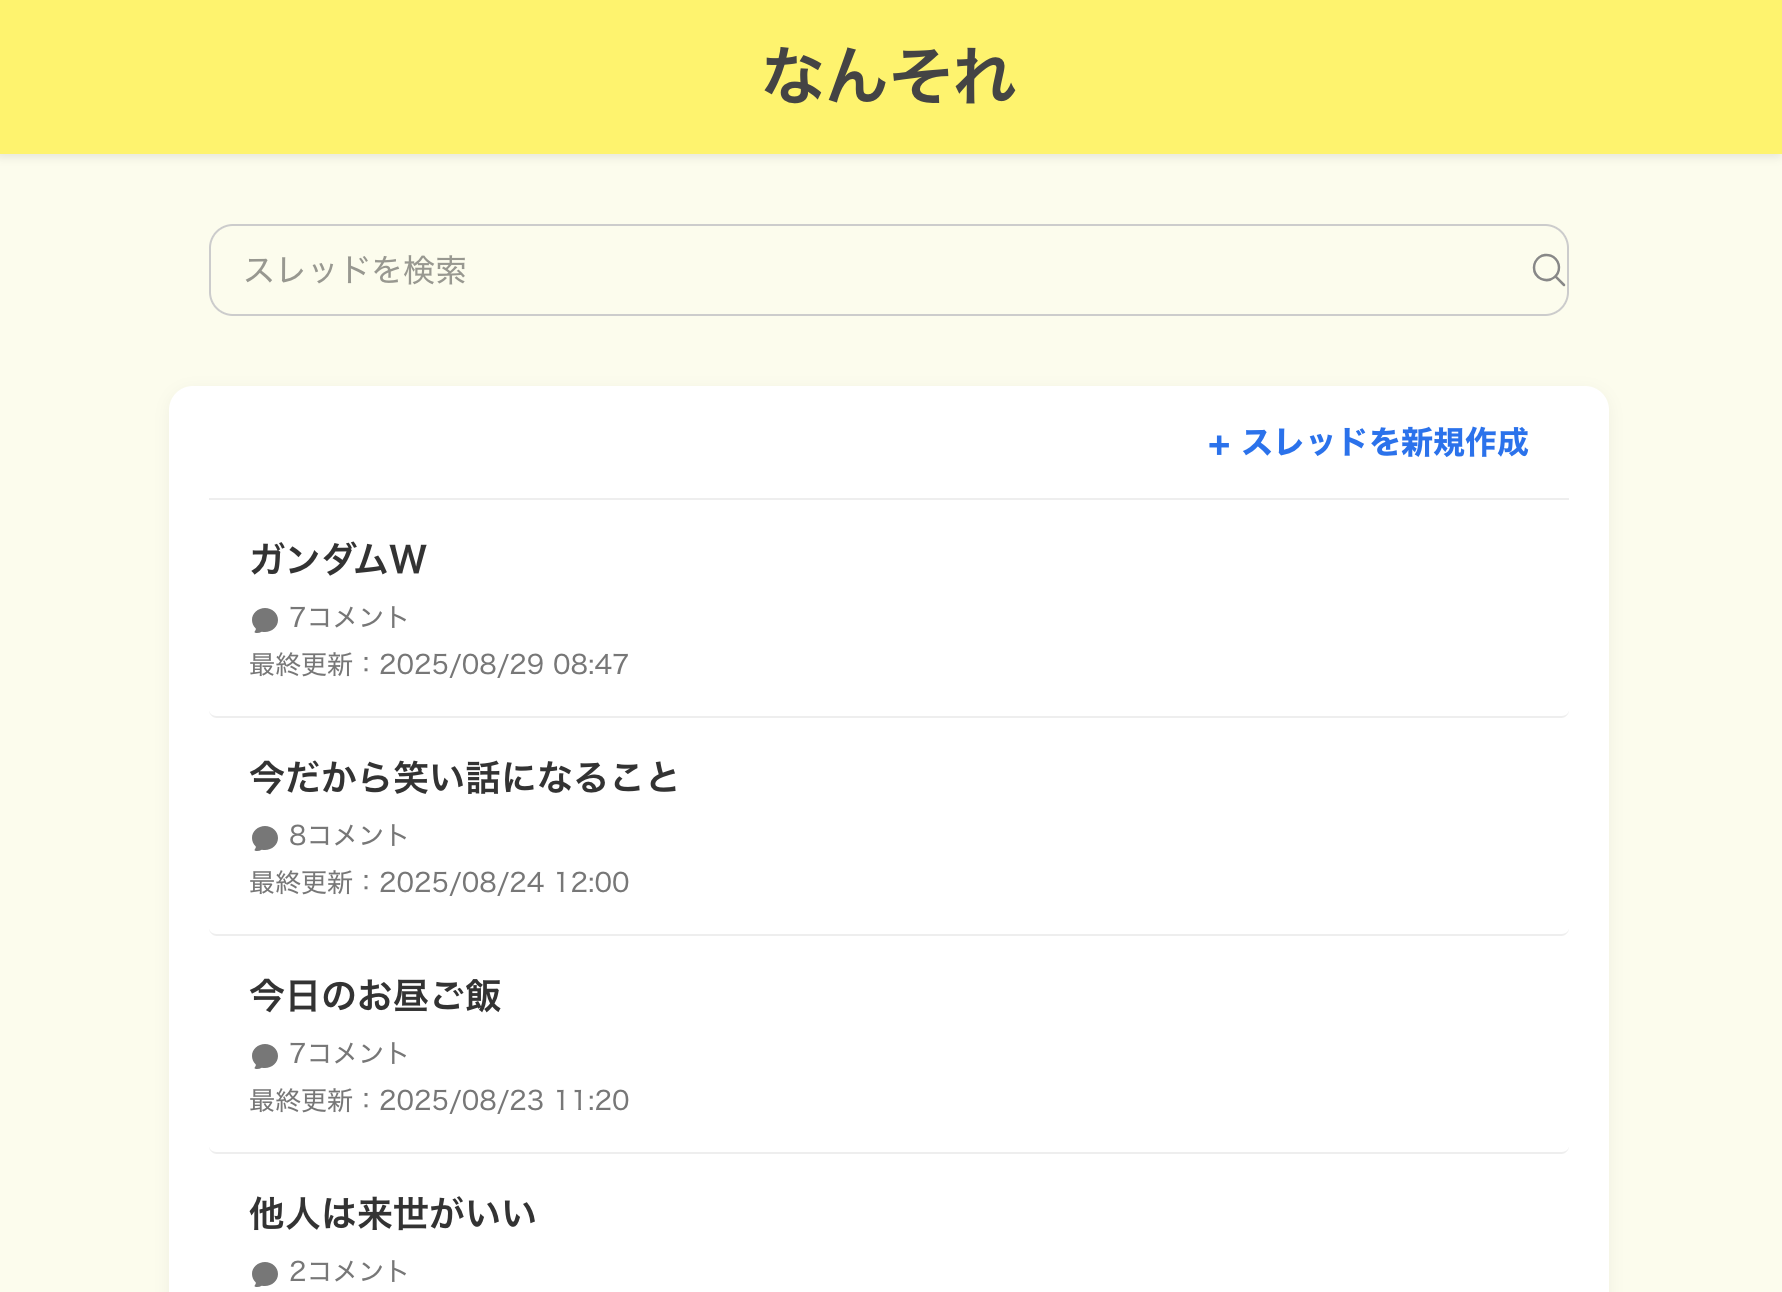 なんそれ
スレッドを検索
+ スレッドを新規作成
ガンダムW
7コメント
最終更新：2025/08/29 08:47
今だから笑い話になること
8コメント
最終更新：2025/08/24 12:00
今日のお昼ご飯
7コメント
最終更新：2025/08/23 11:20
他人は来世がいい
2コメント